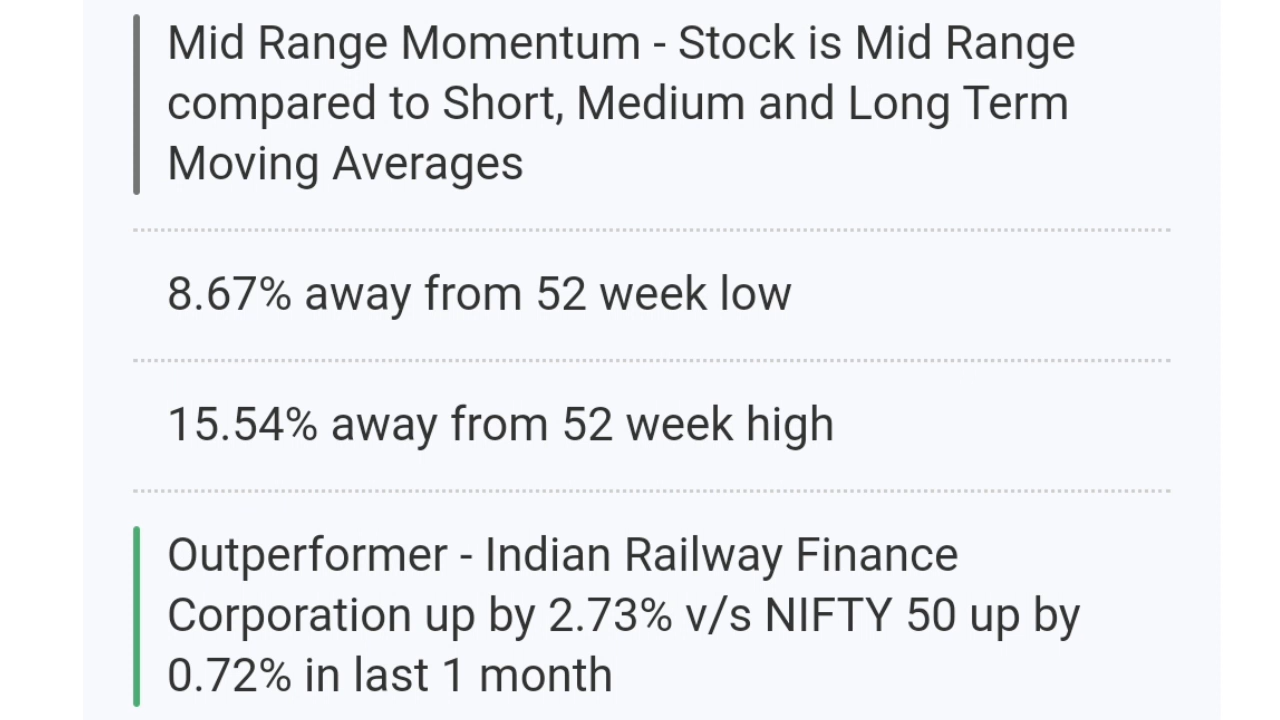 Mid Range Momentum - Stock is Mid Range
compared to Short, Medium and Long Term
Moving Averages
8.67% away from 52 week low
15.54% away from 52 week high
Outperformer - Indian Railway Finance
Corporation up by 2.73% v/s NIFTY 50 up by
0.72% in last 1 month